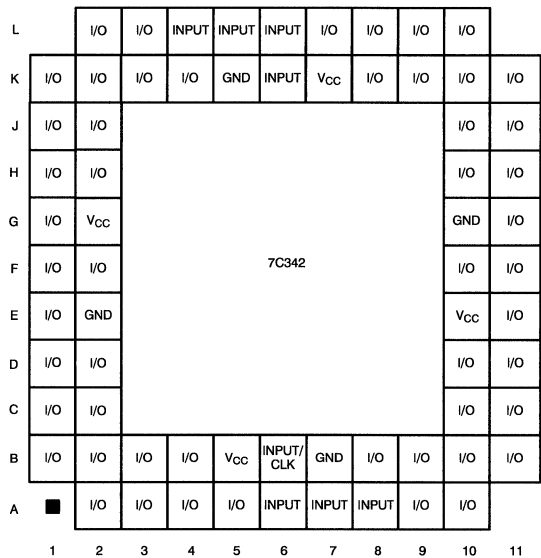 L I/O I/O INPUT INPUT INPUT I/O I/O I/O I/O
K I/O I/O I/O I/O GND INPUT VCC I/O I/O I/O I/O
J I/O I/O I/O I/O
H I/O I/O I/O I/O
G I/O VCC GND I/O
F I/O I/O 7C342 I/O I/O
E I/O GND VCC I/O
D I/O I/O I/O I/O
C I/O I/O I/O I/O
B I/O I/O I/O I/O VCC INPUT/CLK GND I/O I/O I/O I/O
A I/O I/O I/O I/O INPUT INPUT INPUT I/O I/O
1 2 3 4 5 6 7 8 9 10 11